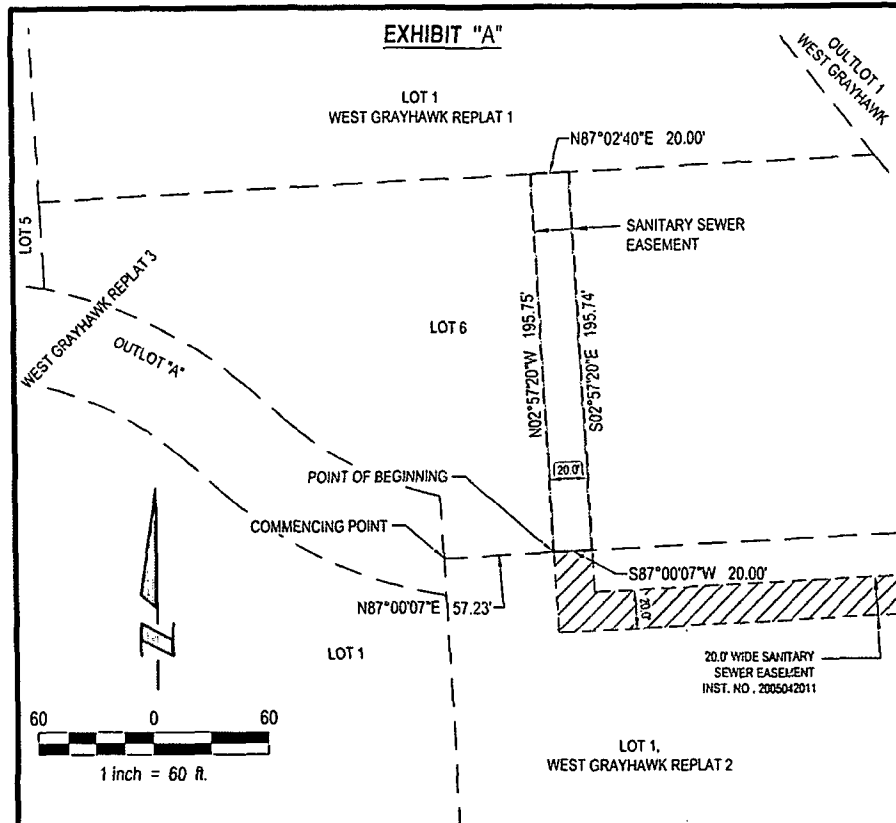 EXHIBIT "A"
LOT 1
WEST GRAYHAWK REPLAT 1
OULTLOT 1
WEST GRAYHAWK
N87°02'40"E 20.00'
LOT 5
SANITARY SEWER
EASEMENT
WEST GRAYHAWK REPLAT 3
OUTLOT "A"
LOT 6
N02°57'20"W 195.75'
S02°57'20"E 195.74'
20.0'
POINT OF BEGINNING
COMMENCING POINT
S87°00'07"W 20.00'
N87°00'07"E 57.23'
20.0'
LOT 1
20.0' WIDE SANITARY
SEWER EASEMENT
INST. NO. 2005042011
60 0 60
1 inch = 60 ft.
LOT 1,
WEST GRAYHAWK REPLAT 2